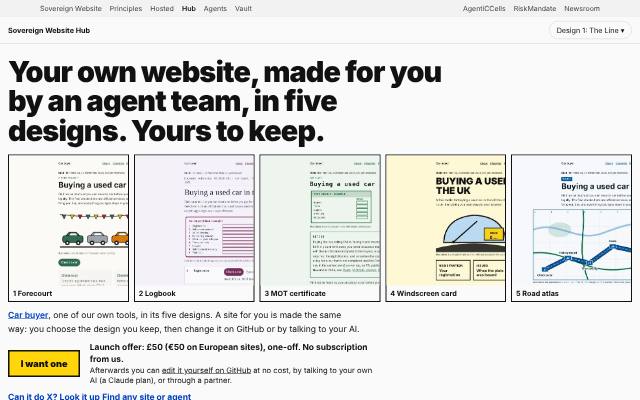 Sovereign Website Principles Hosted Hub Agents Vault AgentiCCells RiskMandate Newsroom
Sovereign Website Hub
Design 1: The Line ▾
Your own website, made for you
by an agent team, in five
designs. Yours to keep.
Buying a used car
Buying a used car in
Buying a used car
BUYING A USED
THE UK
Buying a used car
1 Forecourt
2 Logbook
3 MOT certificate
4 Windscreen card
5 Road atlas
Car buyer, one of our own tools, in its five designs. A site for you is made the same
way: you choose the design you keep, then change it on GitHub or by talking to your AI.
I want one
Launch offer: £50 (€50 on European sites), one-off. No subscription
from us.
Afterwards you can edit it yourself on GitHub at no cost, by talking to your own
AI (a Claude plan), or through a partner.
Can it do X? Look it up Find any site or agent